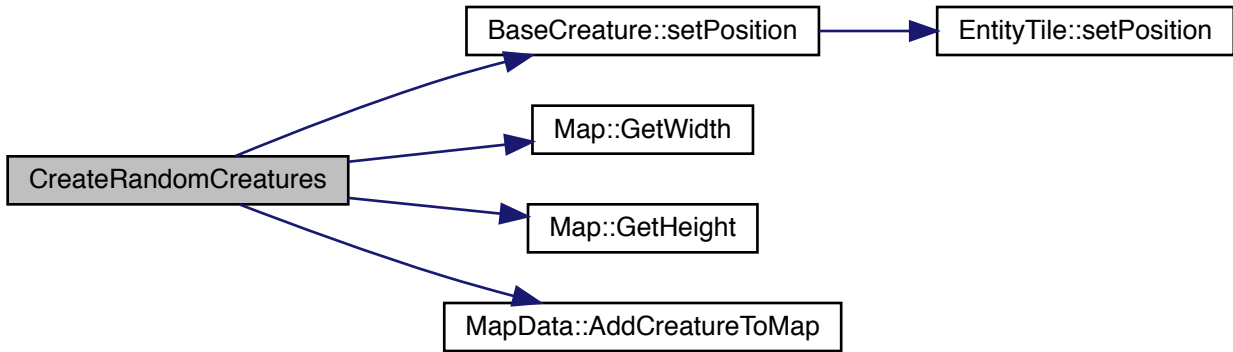 BaseCreature::setPosition
EntityTile::setPosition
Map::GetWidth
CreateRandomCreatures
Map::GetHeight
MapData::AddCreatureToMap